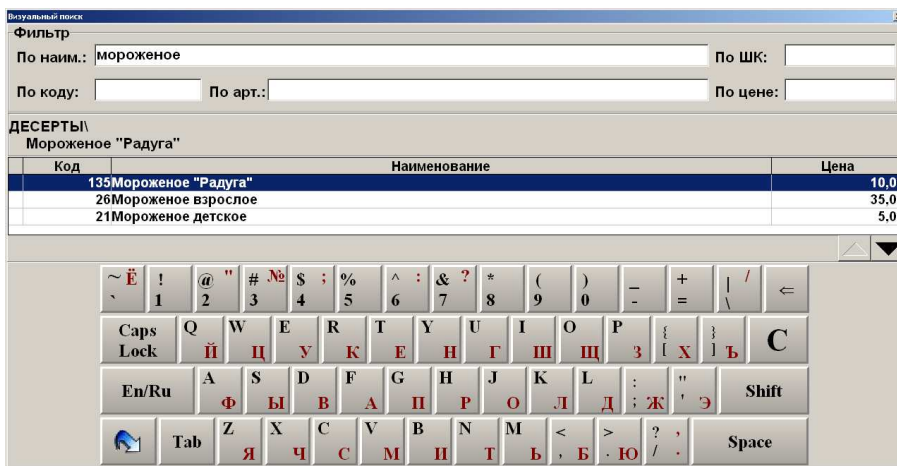 Визуальный поиск
Фильтр
По наим.: мороженое По ШК:
По коду: По арт.: По цене:
ДЕСЕРТЫ\
Мороженое "Радуга"
Код Наименование Цена
135 Мороженое "Радуга" 10,0
26 Мороженое взрослое 35,0
21 Мороженое детское 5,0
~ Ё ! @ " # № $ ; % ^ : & ? * ( ) _ + | /
` 1 2 3 4 5 6 7 8 9 0 - = \ ⇐
Caps Lock Q Й W Ц E У R К T Е Y Н U Г I Ш O Щ P З { [ Х } ] Ъ C
En/Ru A Ф S Ы D В F А G П H Р J О K Л L Д : ; Ж " ' Э Shift
Tab Z Я X Ч C С V М B И N Т M Ь < , Б > . Ю ? / , . Space